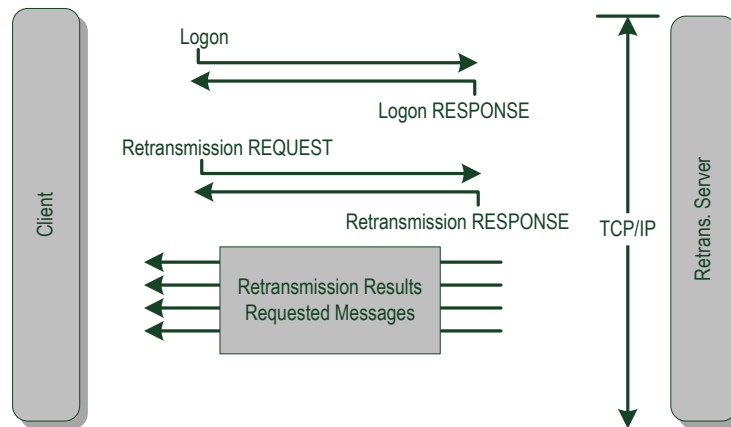 Logon
Logon RESPONSE
Retransmission REQUEST
Retransmission RESPONSE
Client
TCP/IP
Retrans. Server
Retransmission Results
Requested Messages